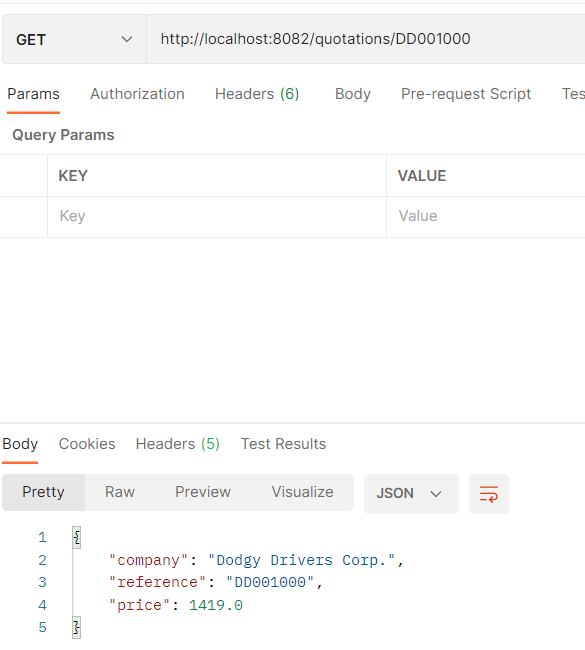 GET http://localhost:8082/quotations/DD001000
Params Authorization Headers (6) Body Pre-request Script Tes
Query Params
KEY VALUE
Key Value
Body Cookies Headers (5) Test Results
Pretty Raw Preview Visualize JSON
1 {
2 "company": "Dodgy Drivers Corp.",
3 "reference": "DD001000",
4 "price": 1419.0
5 }